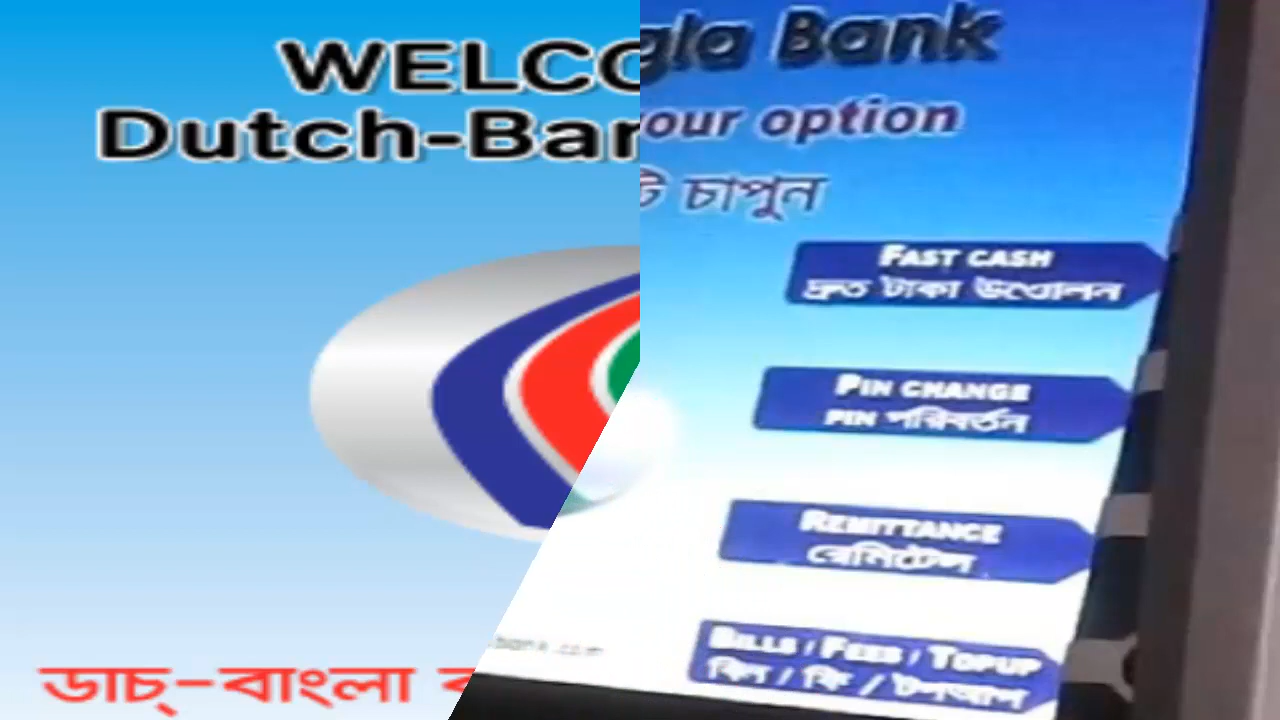 WELCO
Dutch-Ban
ডাচ্-বাংলা ব
gla Bank
our option
টি চাপুন
FAST CASH
দ্রুত টাকা উত্তোলন
PIN CHANGE
PIN পরিবর্তন
REMITTANCE
রেমিটেন্স
BILLS / FEES / TOPUP
বিল / ফি / টপআপ